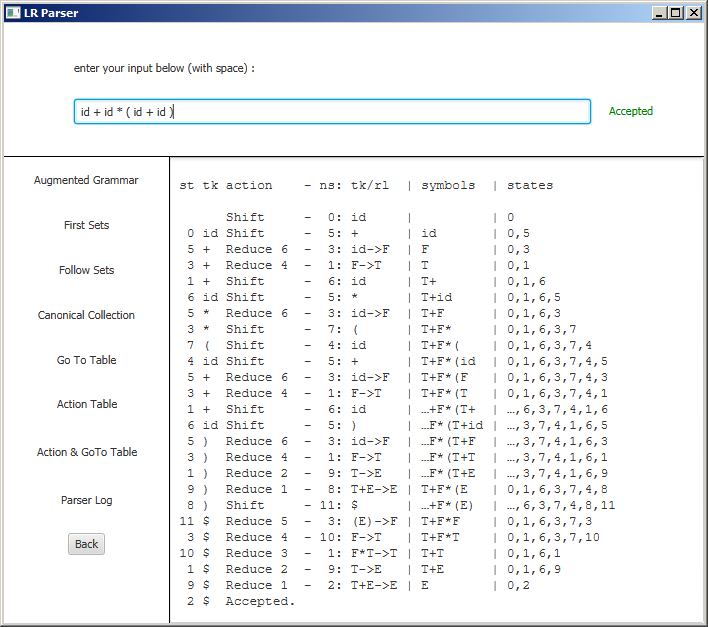 LR Parser
enter your input below (with space) :
id + id * ( id + id )
Accepted
Augmented Grammar
First Sets
Follow Sets
Canonical Collection
Go To Table
Action Table
Action & GoTo Table
Parser Log
Back
st tk action    - ns: tk/rl  | symbols  | states
      Shift     -  0: id     |          | 0
 0 id Shift     -  5: +      | id       | 0,5
 5 +  Reduce 6  -  3: id->F  | F        | 0,3
 3 +  Reduce 4  -  1: F->T   | T        | 0,1
 1 +  Shift     -  6: id     | T+       | 0,1,6
 6 id Shift     -  5: *      | T+id     | 0,1,6,5
 5 *  Reduce 6  -  3: id->F  | T+F      | 0,1,6,3
 3 *  Shift     -  7: (      | T+F*     | 0,1,6,3,7
 7 (  Shift     -  4: id     | T+F*(    | 0,1,6,3,7,4
 4 id Shift     -  5: +      | T+F*(id  | 0,1,6,3,7,4,5
 5 +  Reduce 6  -  3: id->F  | T+F*(F   | 0,1,6,3,7,4,3
 3 +  Reduce 4  -  1: F->T   | T+F*(T   | 0,1,6,3,7,4,1
 1 +  Shift     -  6: id     | …+F*(T+  | …,6,3,7,4,1,6
 6 id Shift     -  5: )      | …F*(T+id | …,3,7,4,1,6,5
 5 )  Reduce 6  -  3: id->F  | …F*(T+F  | …,3,7,4,1,6,3
 3 )  Reduce 4  -  1: F->T   | …F*(T+T  | …,3,7,4,1,6,1
 1 )  Reduce 2  -  9: T->E   | …F*(T+E  | …,3,7,4,1,6,9
 9 )  Reduce 1  -  8: T+E->E | T+F*(E   | 0,1,6,3,7,4,8
 8 )  Shift     - 11: $      | …+F*(E)  | …,6,3,7,4,8,11
11 $  Reduce 5  -  3: (E)->F | T+F*F    | 0,1,6,3,7,3
 3 $  Reduce 4  - 10: F->T   | T+F*T    | 0,1,6,3,7,10
10 $  Reduce 3  -  1: F*T->T | T+T      | 0,1,6,1
 1 $  Reduce 2  -  9: T->E   | T+E      | 0,1,6,9
 9 $  Reduce 1  -  2: T+E->E | E        | 0,2
 2 $  Accepted.